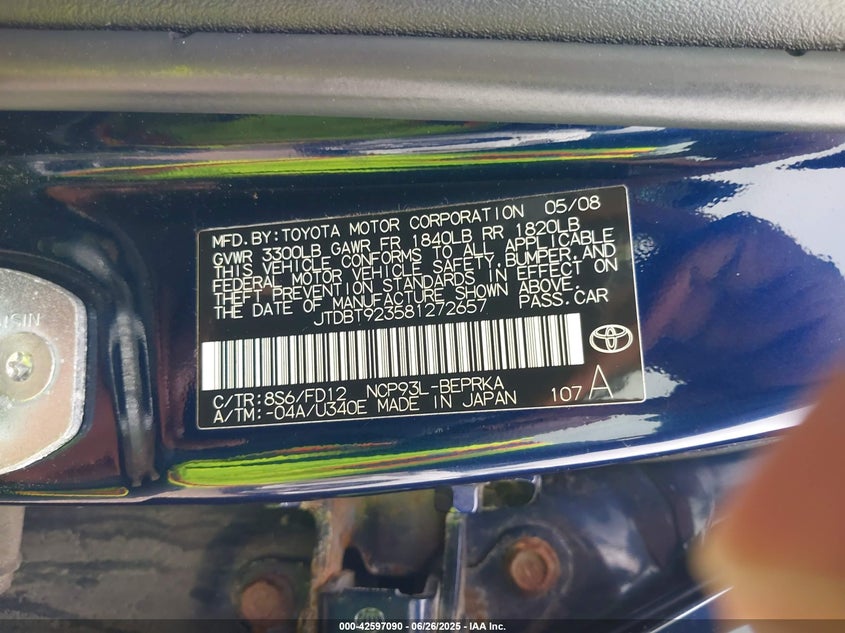 MFD.BY:TOYOTA MOTOR CORPORATION 05/08
GVWR 3300LB GAWR FR 1840LB RR 1820LB
THIS VEHICLE CONFORMS TO ALL APPLICABLE
FEDERAL MOTOR VEHICLE SAFETY,BUMPER,AND
THEFT PREVENTION STANDARDS IN EFFECT ON
THE DATE OF MANUFACTURE SHOWN ABOVE.
JTDBT923581272657 PASS.CAR
C/TR:8S6/FD12 NCP93L-BEPRKA
A/TM:-04A/U340E MADE IN JAPAN 107 A
AISIN
000-42597090 - 06/26/2025 - IAA Inc.